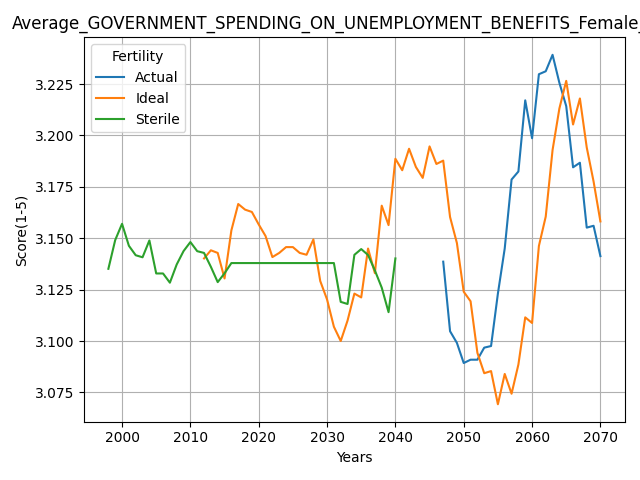 Average_GOVERNMENT_SPENDING_ON_UNEMPLOYMENT_BENEFITS_Female_
Fertility
Actual
Ideal
Sterile
Score(1-5)
3.225
3.200
3.175
3.150
3.125
3.100
3.075
2000 2010 2020 2030 2040 2050 2060 2070
Years